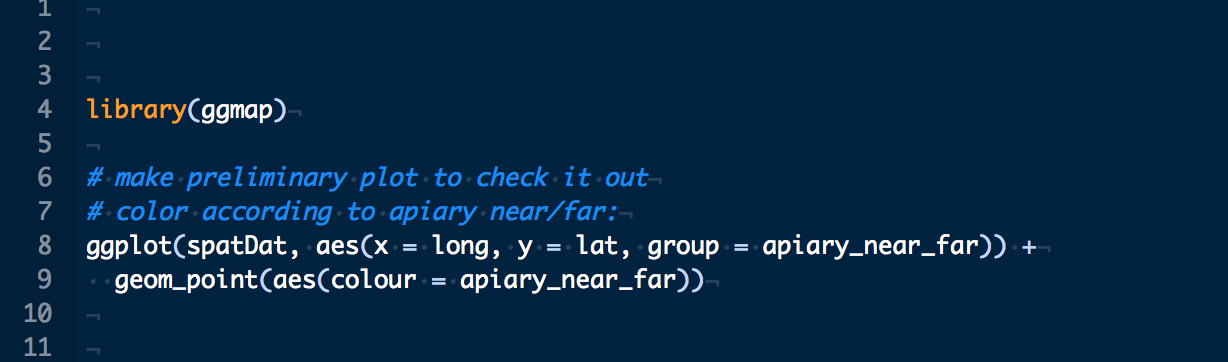 1 ¬
2 ¬
3 ¬
4 library(ggmap)¬
5 ¬
6 #·make·preliminary·plot·to·check·it·out¬
7 #·color·according·to·apiary·near/far:¬
8 ggplot(spatDat,·aes(x·=·long,·y·=·lat,·group·=·apiary_near_far))·+¬
9 ··geom_point(aes(colour·=·apiary_near_far))¬
10 ¬
11 ¬